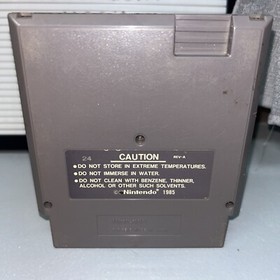 24
CAUTION REV-A
•DO NOT STORE IN EXTREME TEMPERATURES.
•DO NOT IMMERSE IN WATER.
•DO NOT CLEAN WITH BENZENE, THINNER,
ALCOHOL OR OTHER SUCH SOLVENTS.
©Nintendo 1985